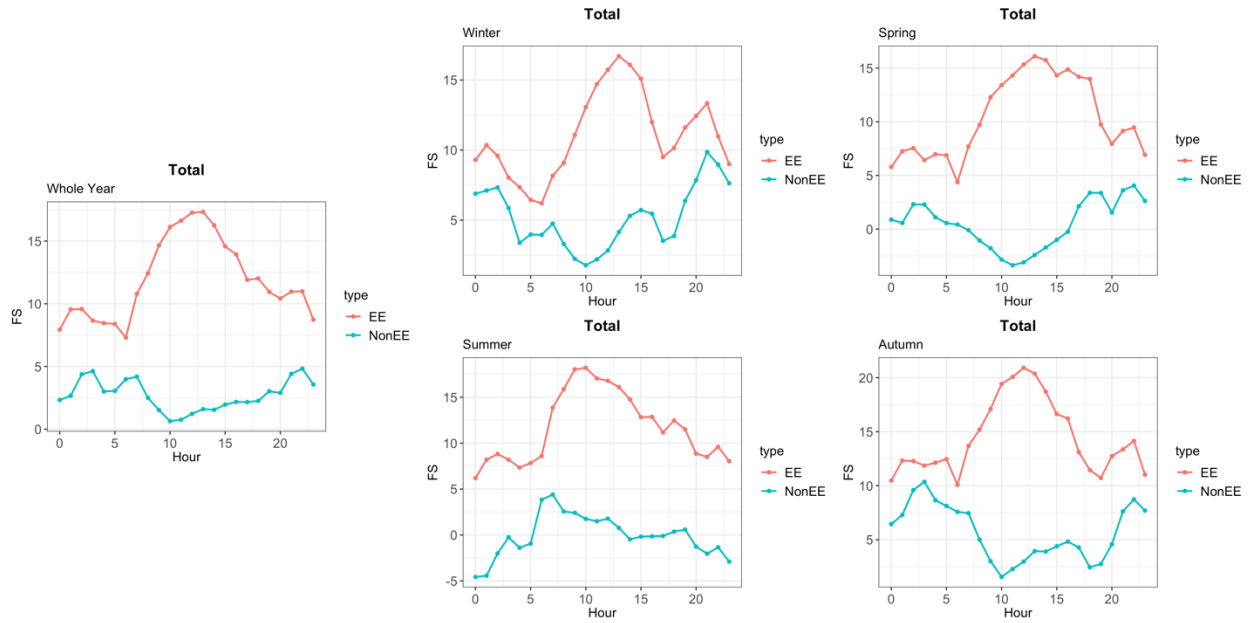 Total
Whole Year
FS
15
10
5
0
0 5 10 15 20
Hour
type
EE
NonEE
Total
Winter
FS
15
10
5
0 5 10 15 20
Hour
type
EE
NonEE
Total
Spring
FS
15
10
5
0
0 5 10 15 20
Hour
type
EE
NonEE
Total
Summer
FS
15
10
5
0
-5
0 5 10 15 20
Hour
type
EE
NonEE
Total
Autumn
FS
20
15
10
5
0 5 10 15 20
Hour
type
EE
NonEE